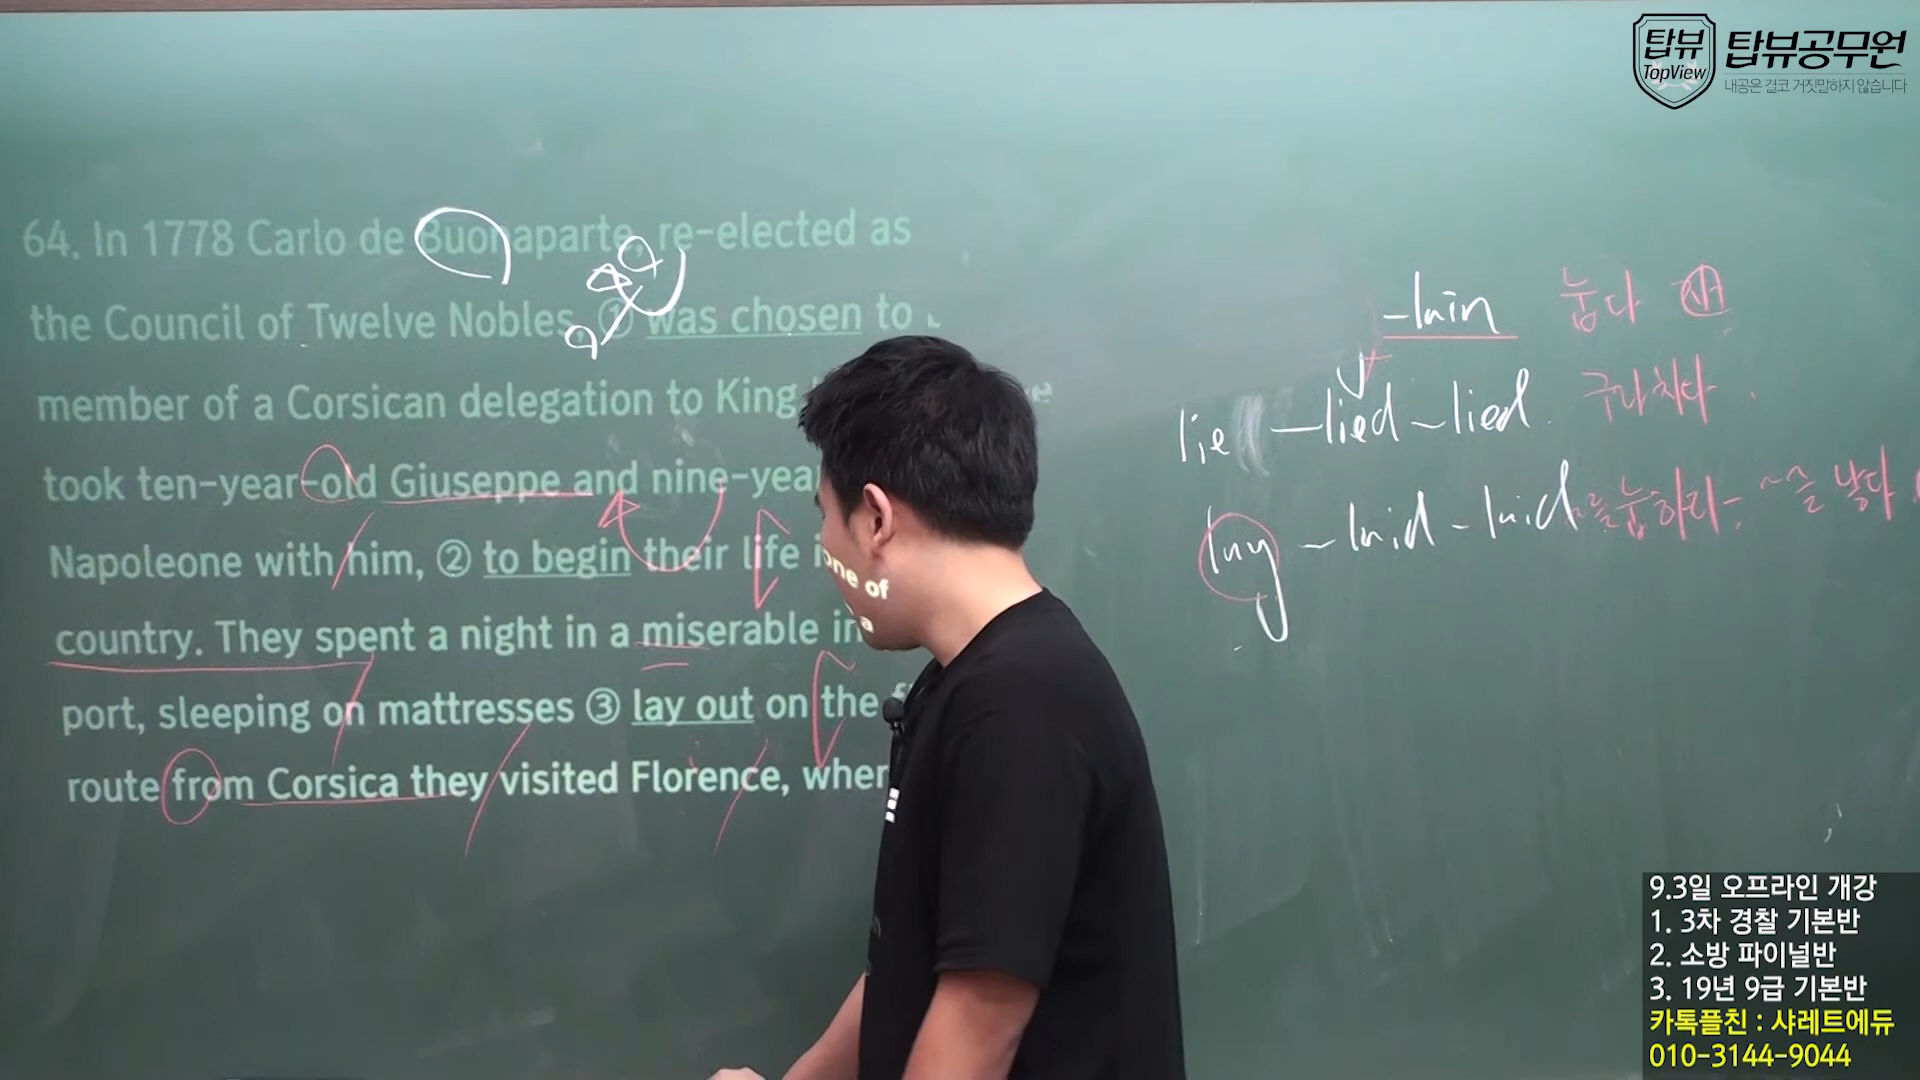 탑뷰
TopView
탑뷰공무원
내공은 결코 거짓말하지 않습니다
64. In 1778 Carlo de Buonaparte, re-elected as
the Council of Twelve Nobles, ① was chosen to
member of a Corsican delegation to King
took ten-year-old Giuseppe and nine-year
Napoleone with him, ② to begin their life
one of
country. They spent a night in a miserable in
a
port, sleeping on mattresses ③ lay out on the
route from Corsica they visited Florence, wher
-lain 눕다 자
lie -lied-lied. 구라치다.
lay -laid-laid 눕히다. ~을 낳다
9.3일 오프라인 개강
1. 3차 경찰 기본반
2. 소방 파이널반
3. 19년 9급 기본반
카톡플친 : 샤레트에듀
010-3144-9044